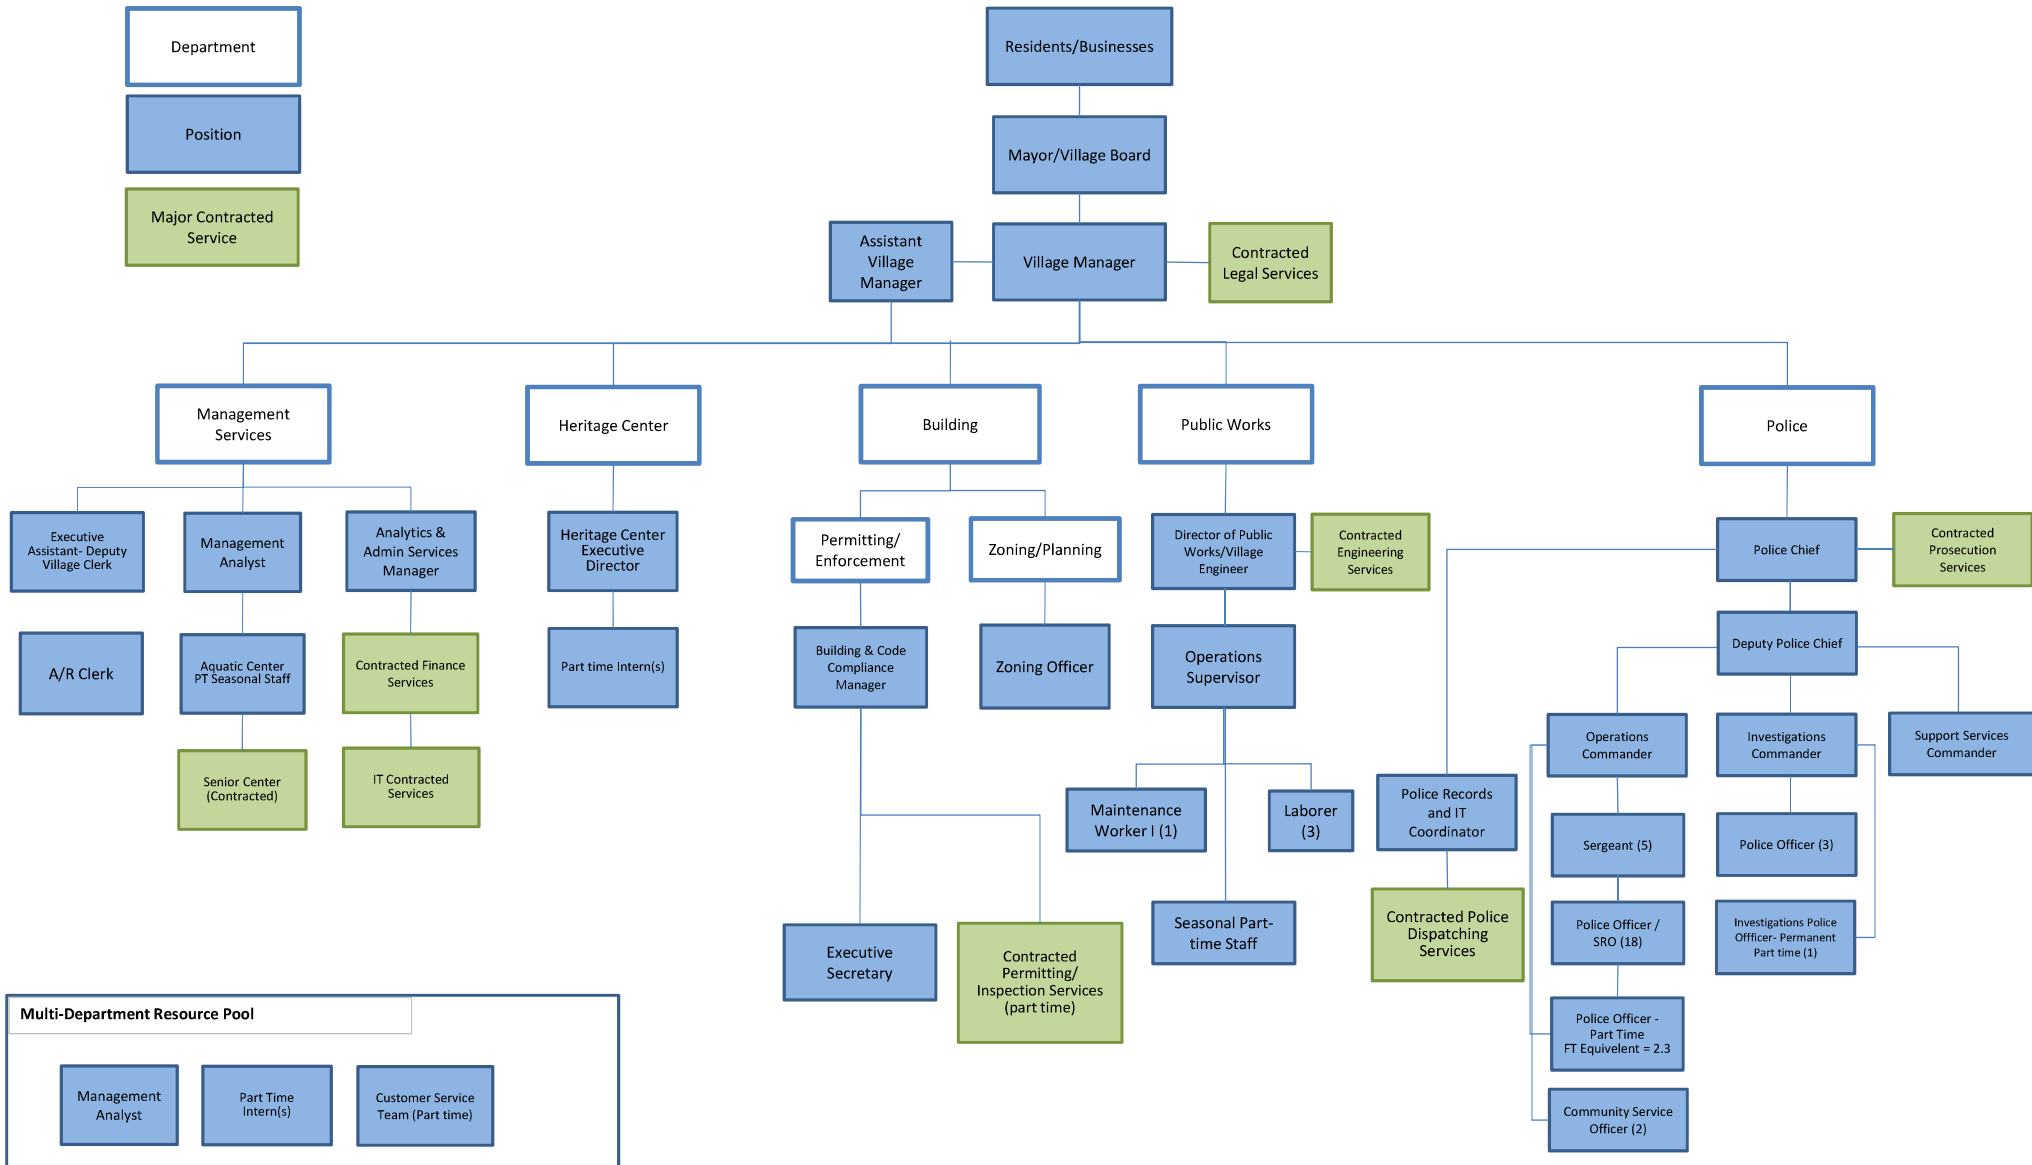 Department
Position
Major Contracted
Service
Residents/Businesses
Mayor/Village Board
Assistant
Village
Manager
Village Manager
Contracted
Legal Services
Management
Services
Heritage Center
Building
Public Works
Police
Executive
Assistant- Deputy
Village Clerk
Management
Analyst
Analytics &
Admin Services
Manager
Heritage Center
Executive
Director
Permitting/
Enforcement
Zoning/Planning
Director of Public
Works/Village
Engineer
Contracted
Engineering
Services
Police Chief
Contracted
Prosecution
Services
A/R Clerk
Aquatic Center
PT Seasonal Staff
Contracted Finance
Services
Part time Intern(s)
Building & Code
Compliance
Manager
Zoning Officer
Operations
Supervisor
Deputy Police Chief
Senior Center
(Contracted)
IT Contracted
Services
Maintenance
Worker I (1)
Laborer
(3)
Police Records
and IT
Coordinator
Operations
Commander
Investigations
Commander
Support Services
Commander
Sergeant (5)
Police Officer (3)
Executive
Secretary
Contracted
Permitting/
Inspection Services
(part time)
Seasonal Part-
time Staff
Contracted Police
Dispatching
Services
Police Officer /
SRO (18)
Investigations Police
Offficer- Permanent
Part time (1)
Police Officer -
Part Time
FT Equivelent = 2.3
Community Service
Officer (2)
Multi-Department Resource Pool
Management
Analyst
Part Time
Intern(s)
Customer Service
Team (Part time)